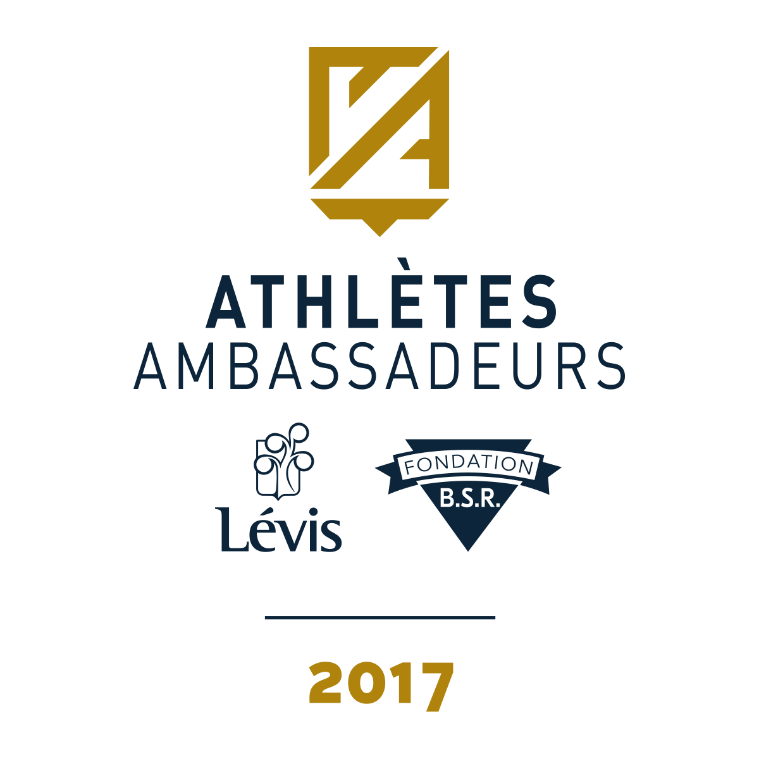 ATHLÈTES
AMBASSADEURS
Lévis
FONDATION
B.S.R.
2017